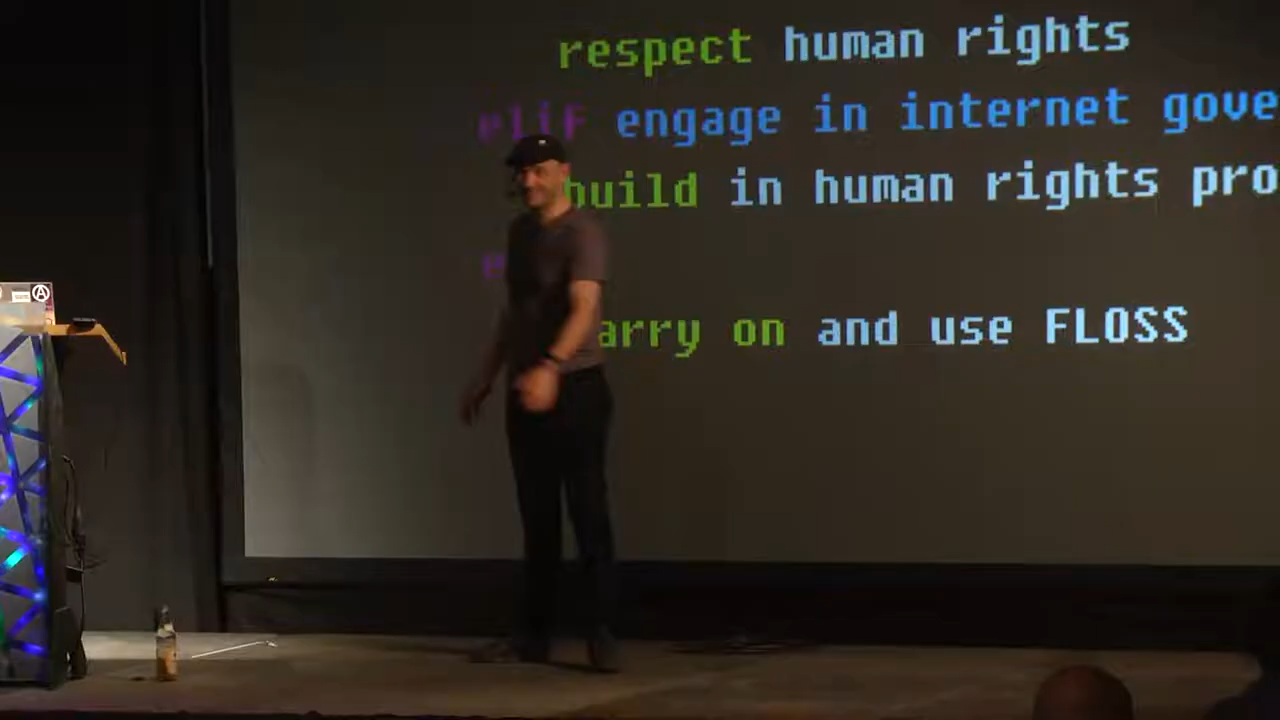 respect human rights
elif engage in internet gove
build in human rights pro
arry on and use FLOSS